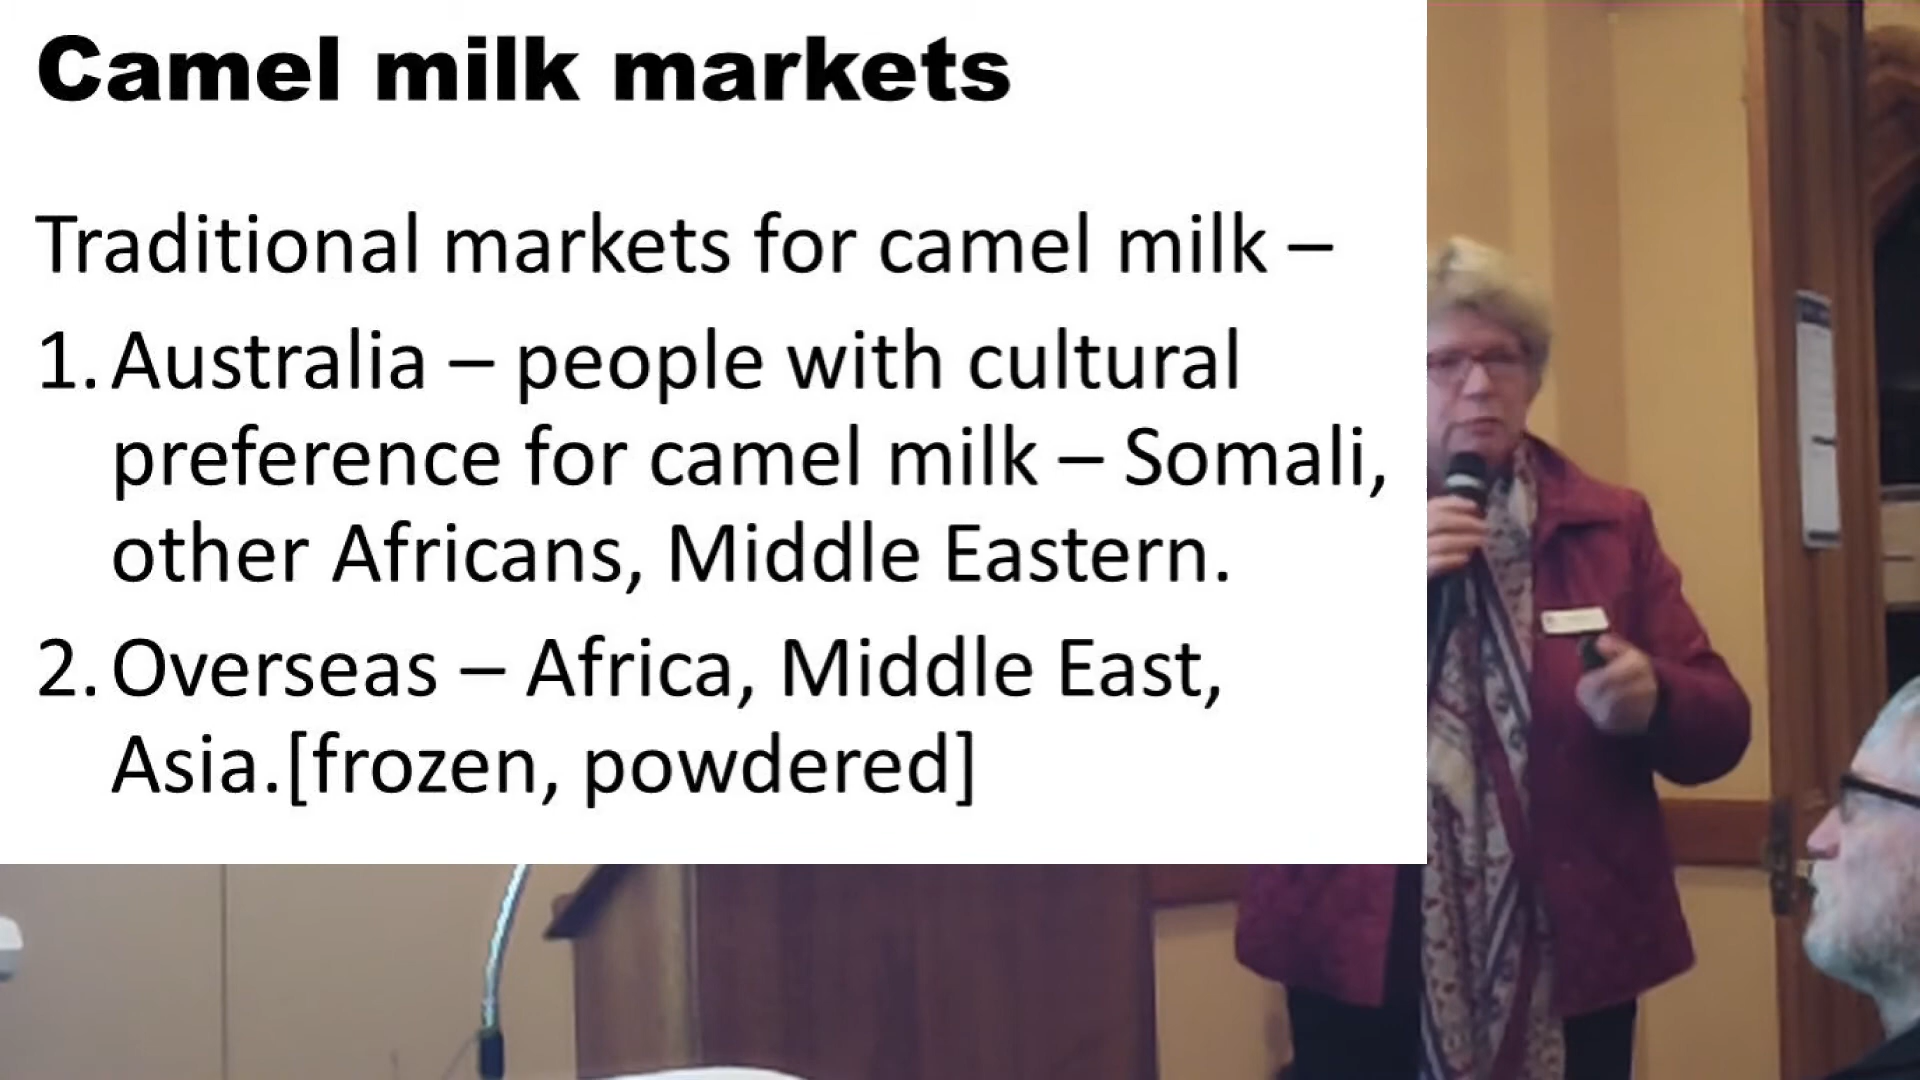 Camel milk markets
Traditional markets for camel milk –
1. Australia – people with cultural
preference for camel milk – Somali,
other Africans, Middle Eastern.
2. Overseas – Africa, Middle East,
Asia.[frozen, powdered]